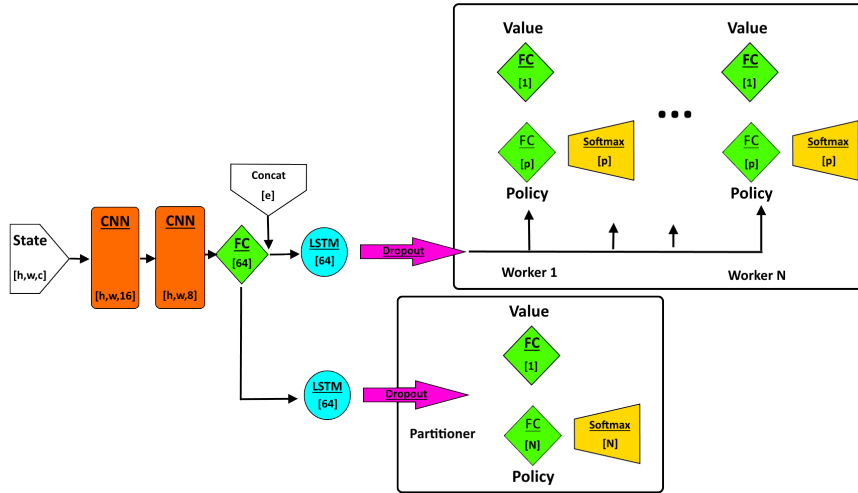 State
[h,w,c]
CNN
[h,w,16]
CNN
[h,w,8]
FC
[64]
Concat
[e]
LSTM
[64]
Dropout
Value
FC
[1]
FC
[p]
Softmax
[p]
Policy
Worker 1
...
Value
FC
[1]
FC
[p]
Softmax
[p]
Policy
Worker N
LSTM
[64]
Dropout
Partitioner
Value
FC
[1]
FC
[N]
Softmax
[N]
Policy